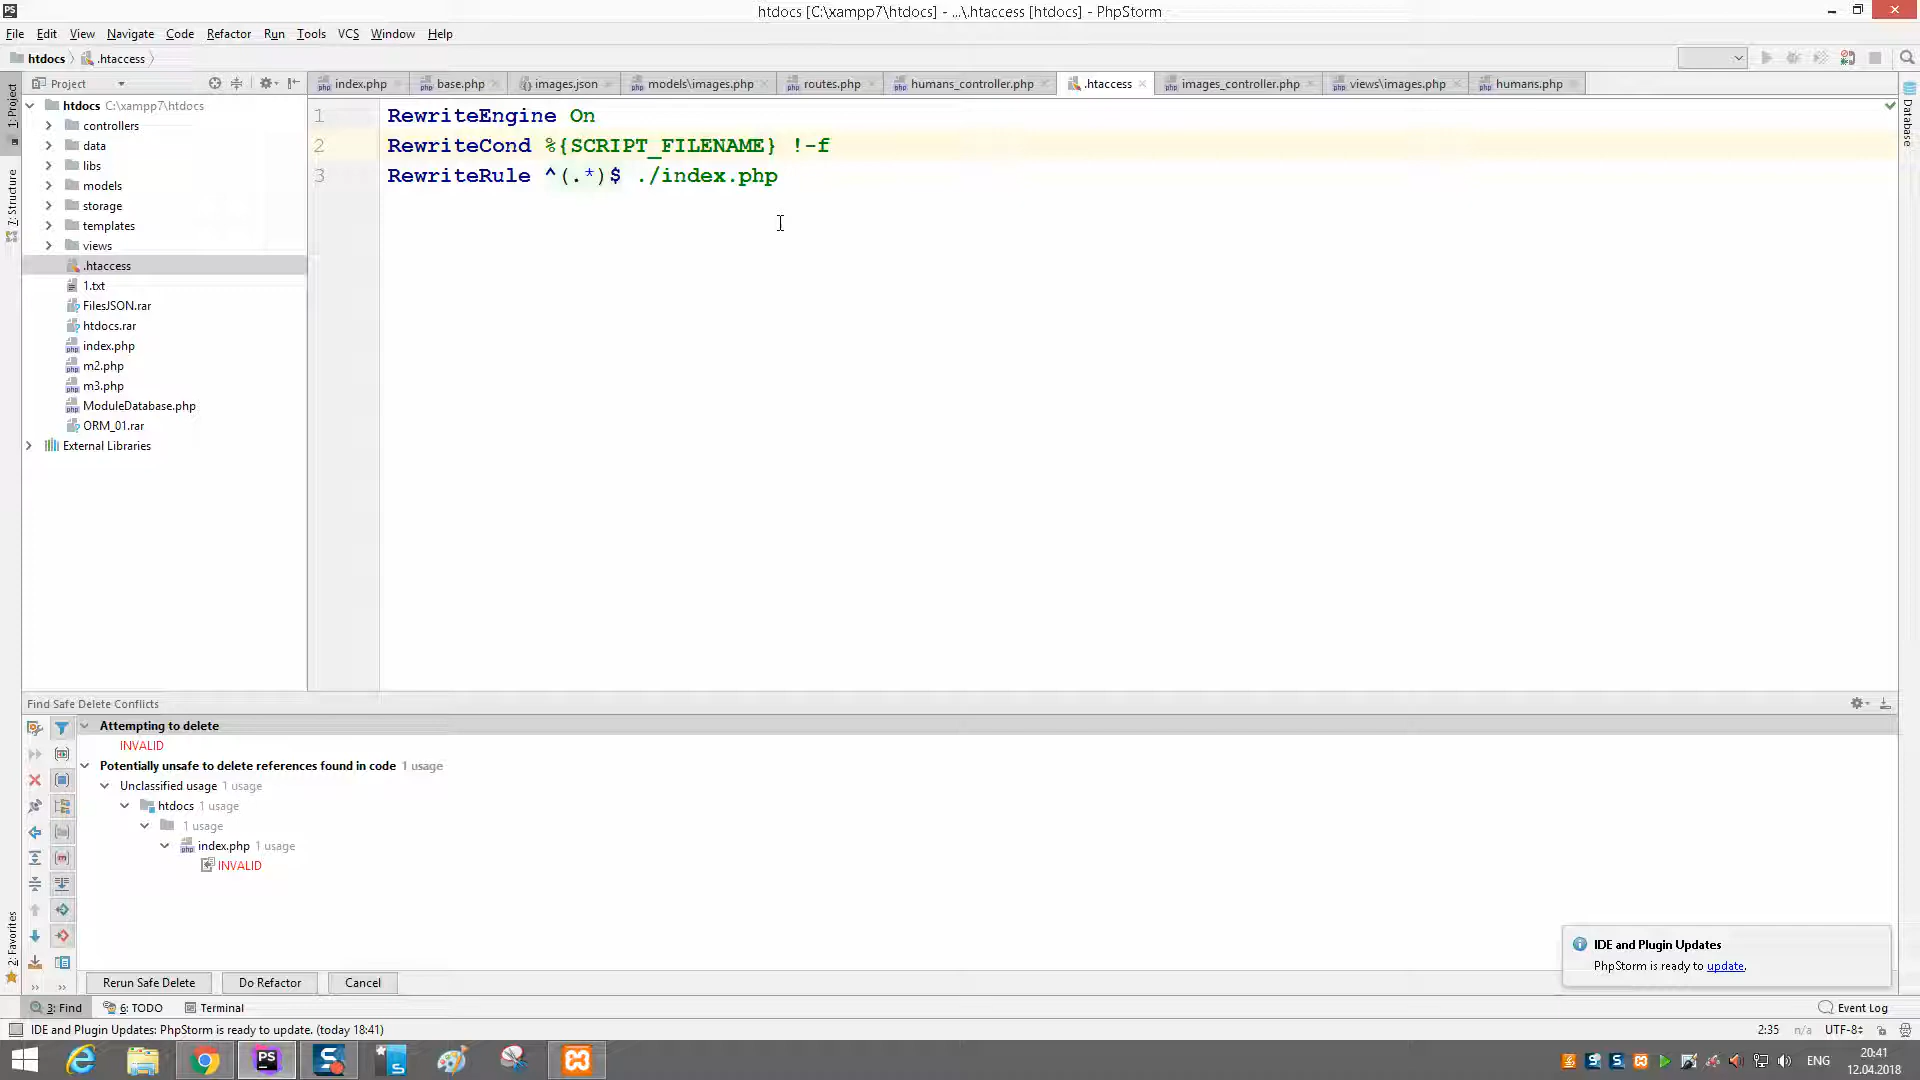 htdocs [C:\xampp7\htdocs] - ...\.htaccess [htdocs] - PhpStorm
File Edit View Navigate Code Refactor Run Tools VCS Window Help
htdocs .htaccess
Project
index.php base.php images.json models\images.php routes.php humans_controller.php .htaccess images_controller.php views\images.php humans.php
1: Project
7: Structure
2: Favorites
Database
htdocs C:\xampp7\htdocs
controllers
data
libs
models
storage
templates
views
.htaccess
1.txt
FilesJSON.rar
htdocs.rar
index.php
m2.php
m3.php
ModuleDatabase.php
ORM_01.rar
External Libraries
1 RewriteEngine On
2 RewriteCond %{SCRIPT_FILENAME} !-f
3 RewriteRule ^(.*)$ ./index.php
Find Safe Delete Conflicts
Attempting to delete
INVALID
Potentially unsafe to delete references found in code 1 usage
Unclassified usage 1 usage
htdocs 1 usage
1 usage
index.php 1 usage
INVALID
Rerun Safe Delete Do Refactor Cancel
IDE and Plugin Updates
PhpStorm is ready to update.
3: Find 6: TODO Terminal Event Log
IDE and Plugin Updates: PhpStorm is ready to update. (today 18:41) 2:35 n/a UTF-8
ENG 20:41
12.04.2018